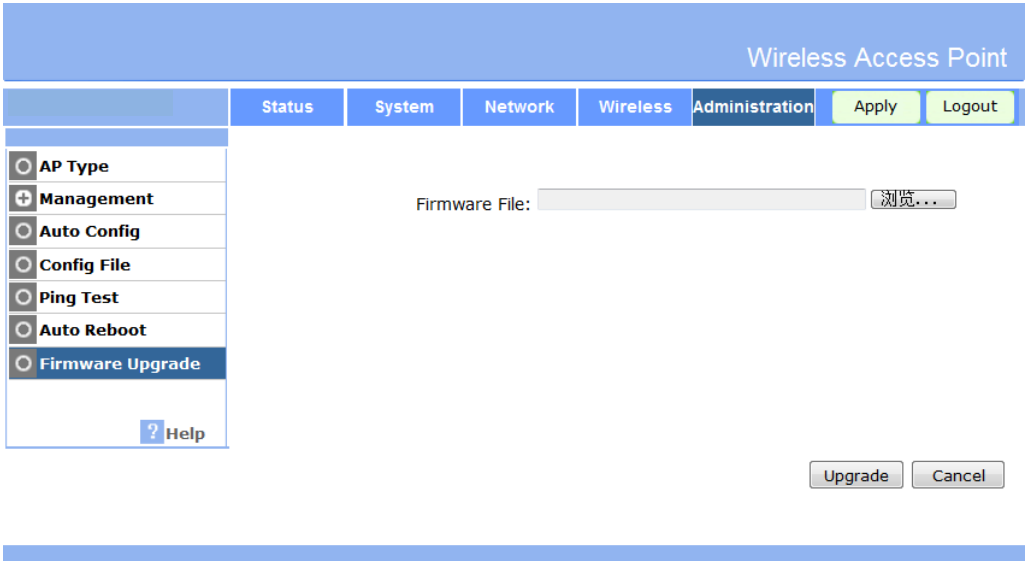 Wireless Access Point
Status System Network Wireless Administration Apply Logout
AP Type
Management
Auto Config
Config File
Ping Test
Auto Reboot
Firmware Upgrade
? Help
Firmware File: 浏览...
Upgrade Cancel